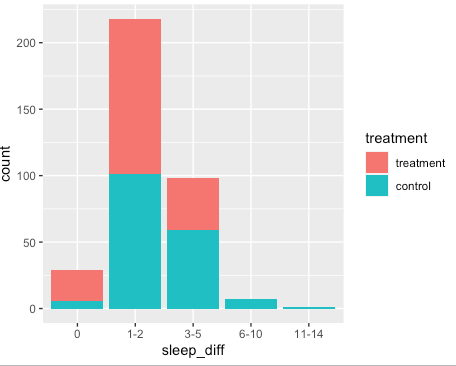 200
150
100
50
0
count
0 1-2 3-5 6-10 11-14
sleep_diff
treatment
treatment
control